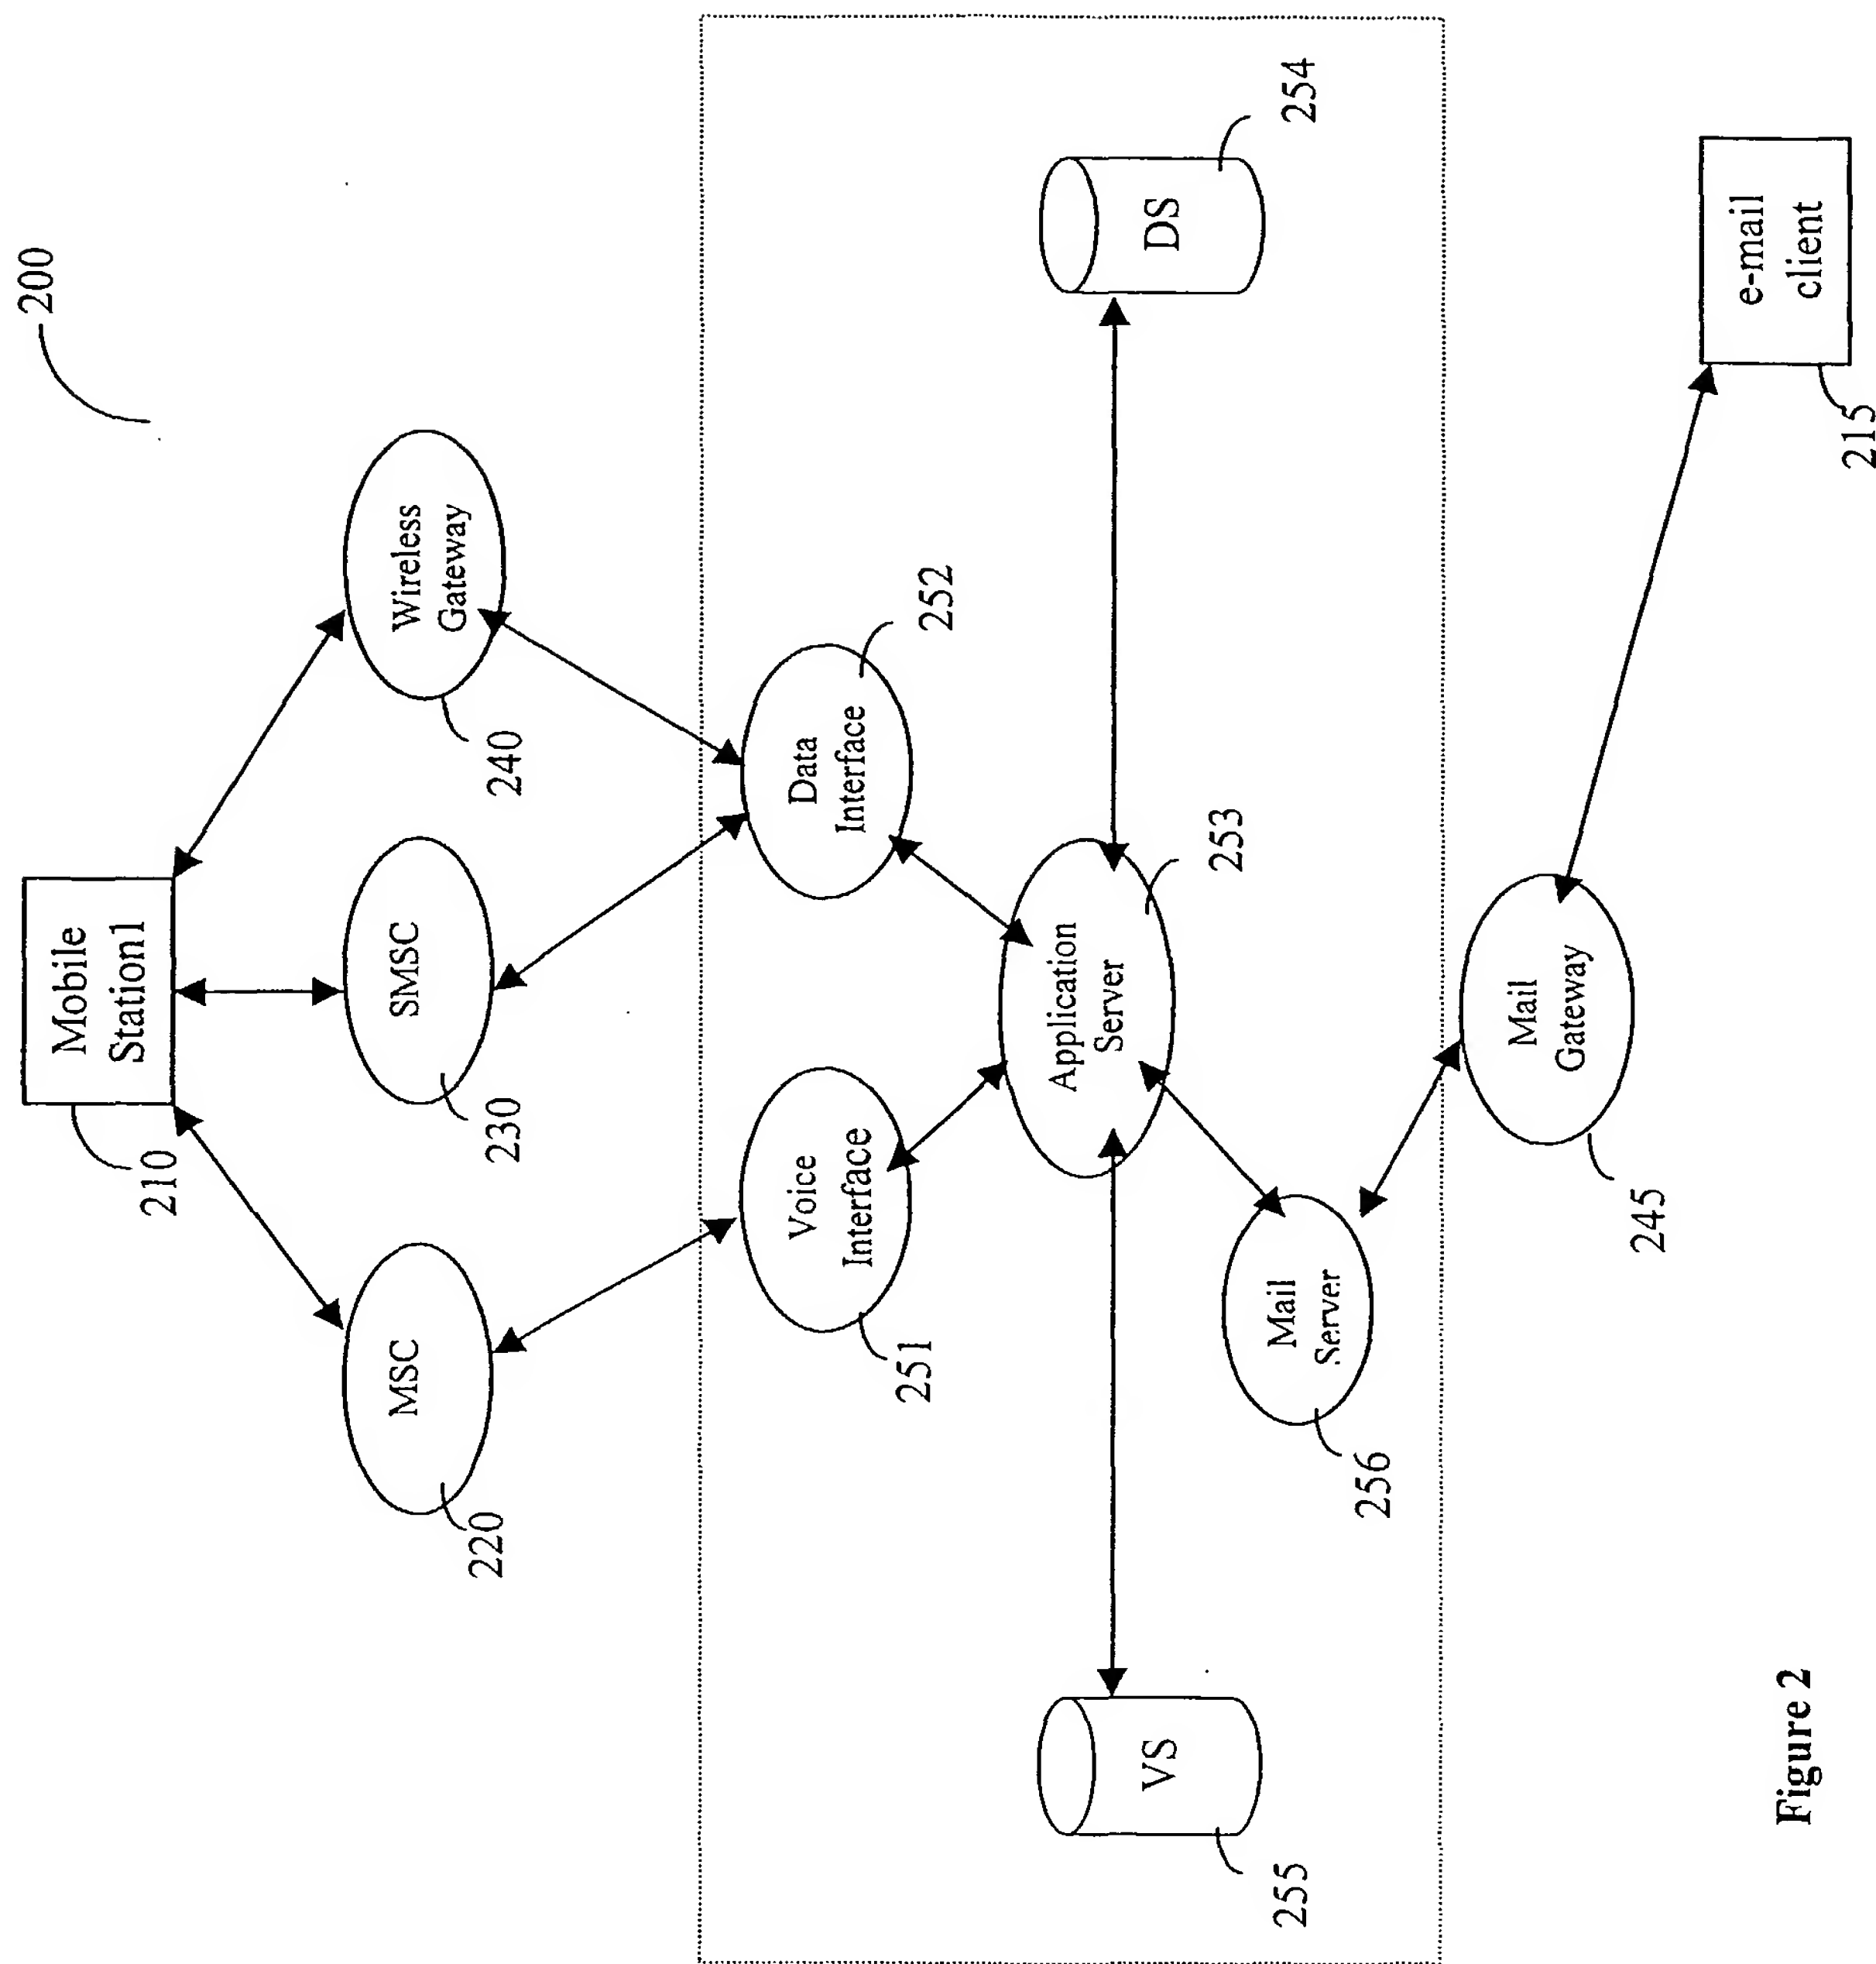 200
Mobile
Station1
210
MSC
220
SMSC
230
Wireless
Gateway
240
Voice
Interface
251
Data
Interface
252
Application
Server
253
VS
255
DS
254
Mail
Server
256
Mail
Gateway
245
e-mail
client
215
Figure 2